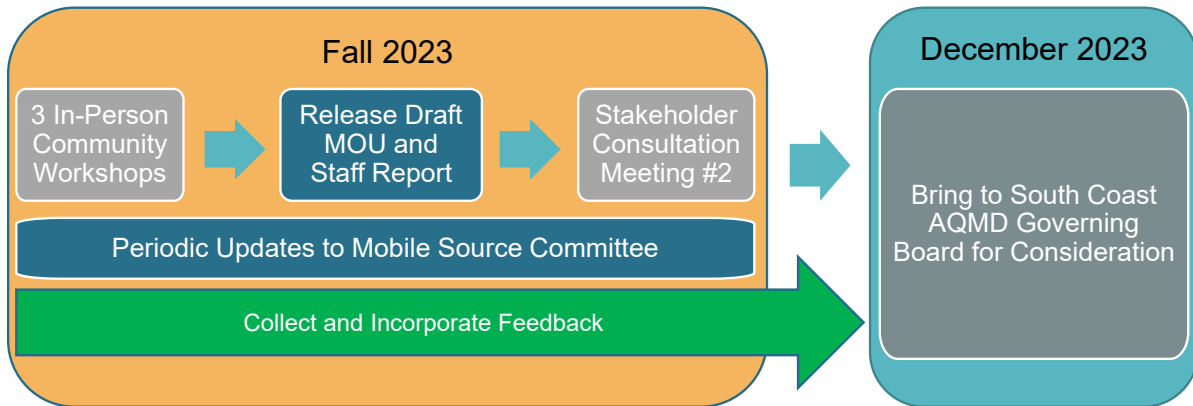 Fall 2023
3 In-Person
Community
Workshops
Release Draft
MOU and
Staff Report
Stakeholder
Consultation
Meeting #2
Periodic Updates to Mobile Source Committee
Collect and Incorporate Feedback
December 2023
Bring to South Coast
AQMD Governing
Board for Consideration